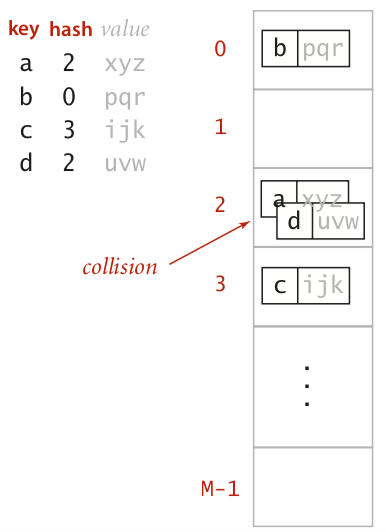 key hash value
a 2 xyz
b 0 pqr
c 3 ijk
d 2 uvw
collision
0 b pqr
1
2 a xyz
d uvw
3 c ijk
.
.
.
M-1